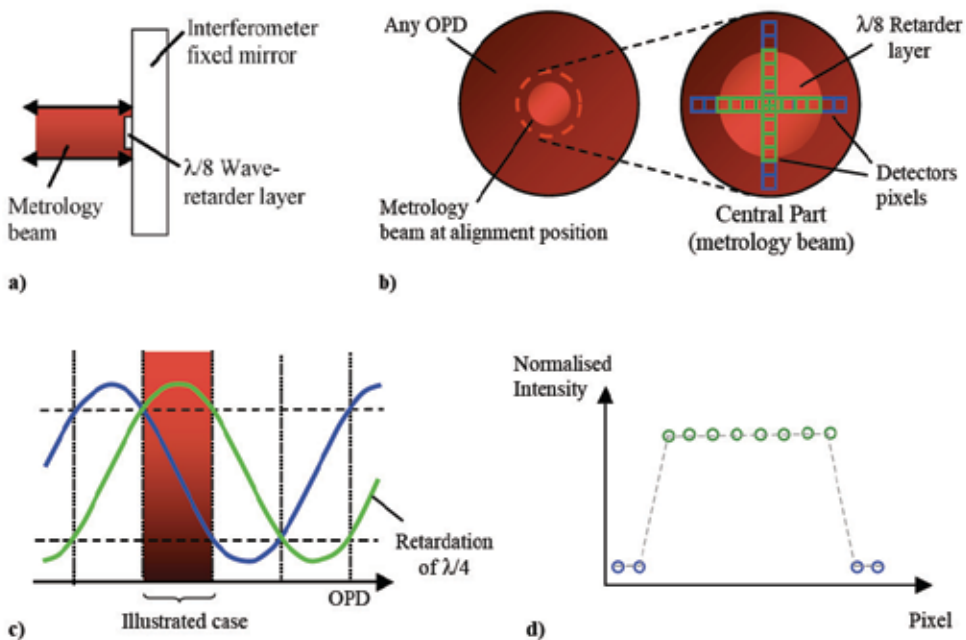 Interferometer
fixed mirror
λ/8 Wave-
retarder layer
Metrology
beam
a)
Any OPD
λ/8 Retarder
layer
Detectors
pixels
Metrology
beam at alignment position
Central Part
(metrology beam)
b)
Retardation
of λ/4
OPD
Illustrated case
c)
Normalised
Intensity
Pixel
d)